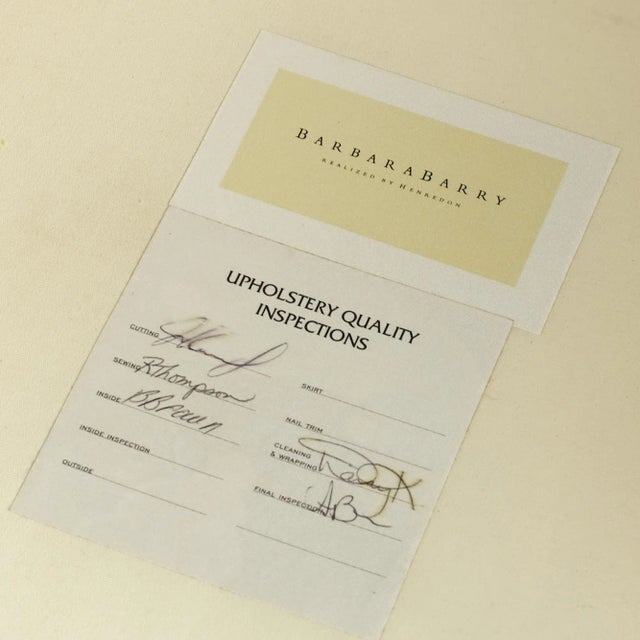 BARBARABARRY
REALIZED BY HENREDON
UPHOLSTERY QUALITY
INSPECTIONS
CUTTING
SEWING RThompson
INSIDE BBrown
INSIDE INSPECTION
OUTSIDE
SKIRT
NAIL TRIM
CLEANING
& WRAPPING
FINAL INSPECTION